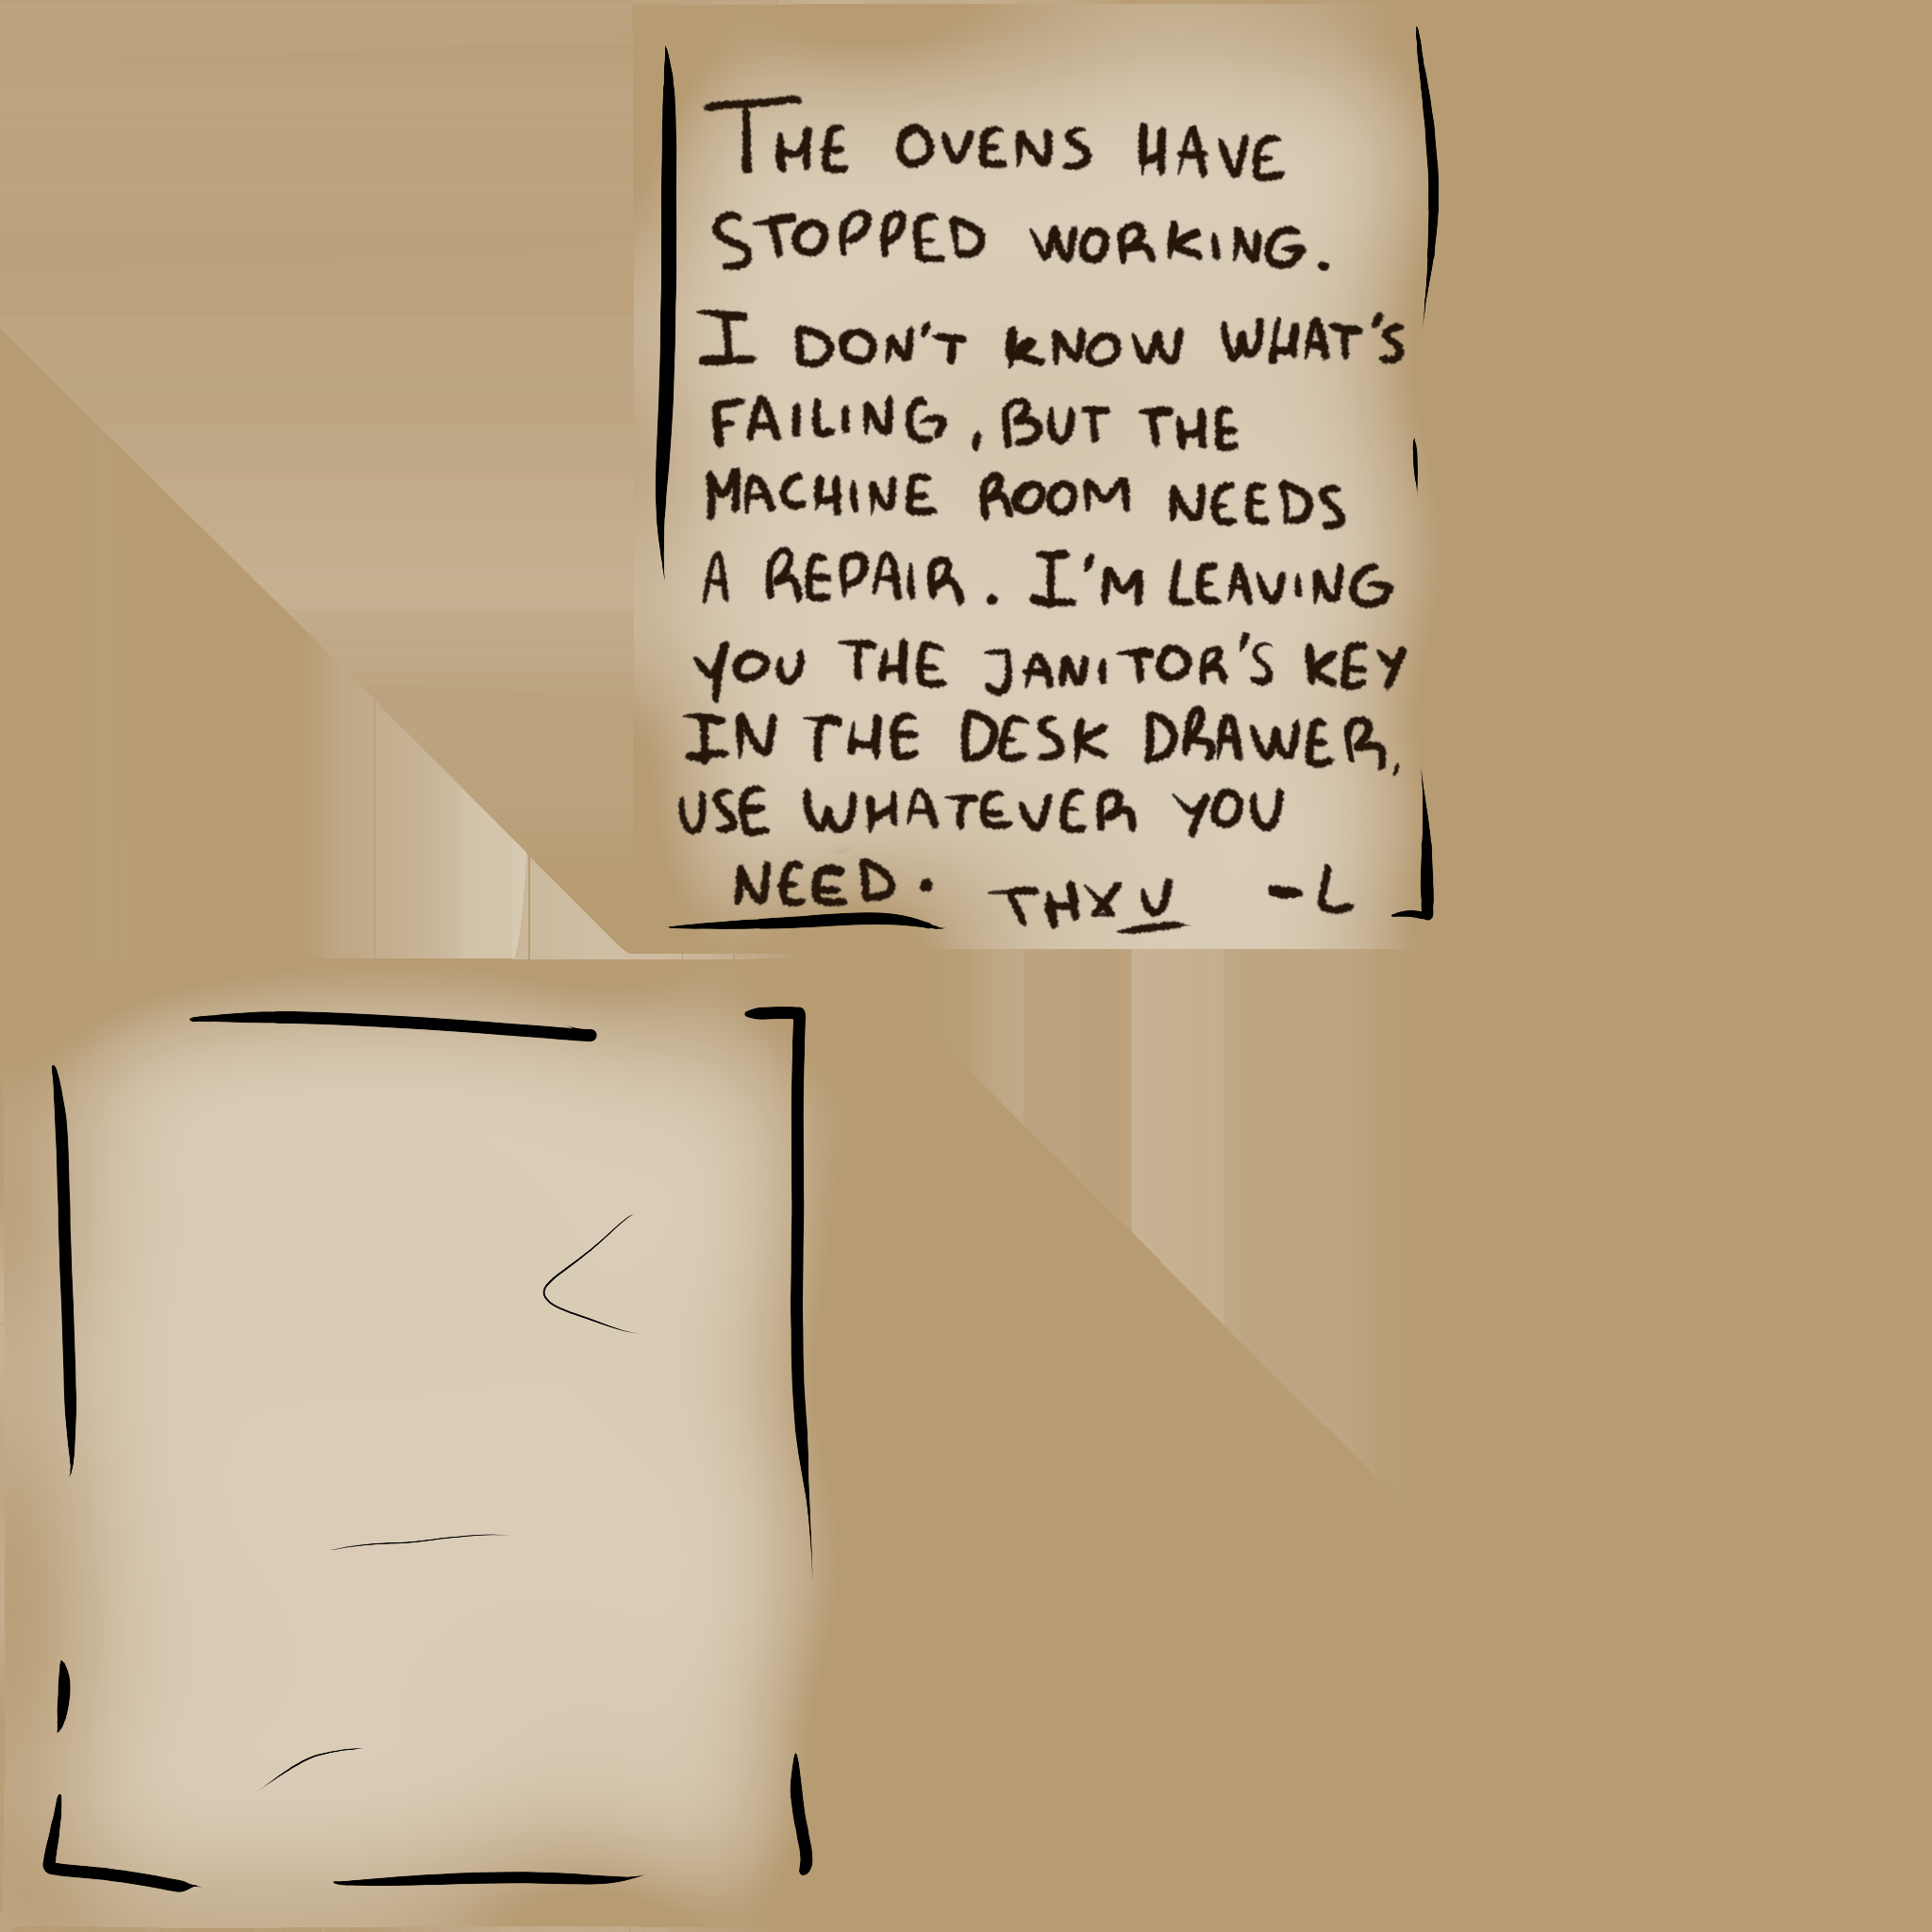 THE OVENS HAVE
STOPPED WORKING.
I DON'T KNOW WHAT'S
FAILING, BUT THE
MACHINE ROOM NEEDS
A REPAIR. I'M LEAVING
YOU THE JANITOR'S KEY
IN THE DESK DRAWER,
USE WHATEVER YOU
NEED. THX U -L